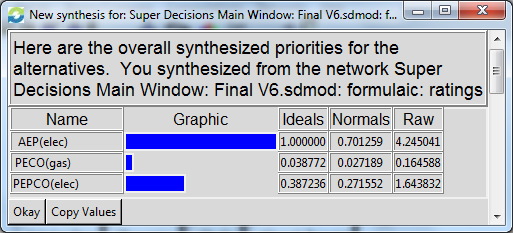 New synthesis for: Super Decisions Main Window: Final V6.sdmod: f...
Here are the overall synthesized priorities for the
alternatives. You synthesized from the network Super
Decisions Main Window: Final V6.sdmod: formulaic: ratings
Name Graphic Ideals Normals Raw
AEP(elec) 1.000000 0.701259 4.245041
PECO(gas) 0.038772 0.027189 0.164588
PEPCO(elec) 0.387236 0.271552 1.643832
Okay Copy Values